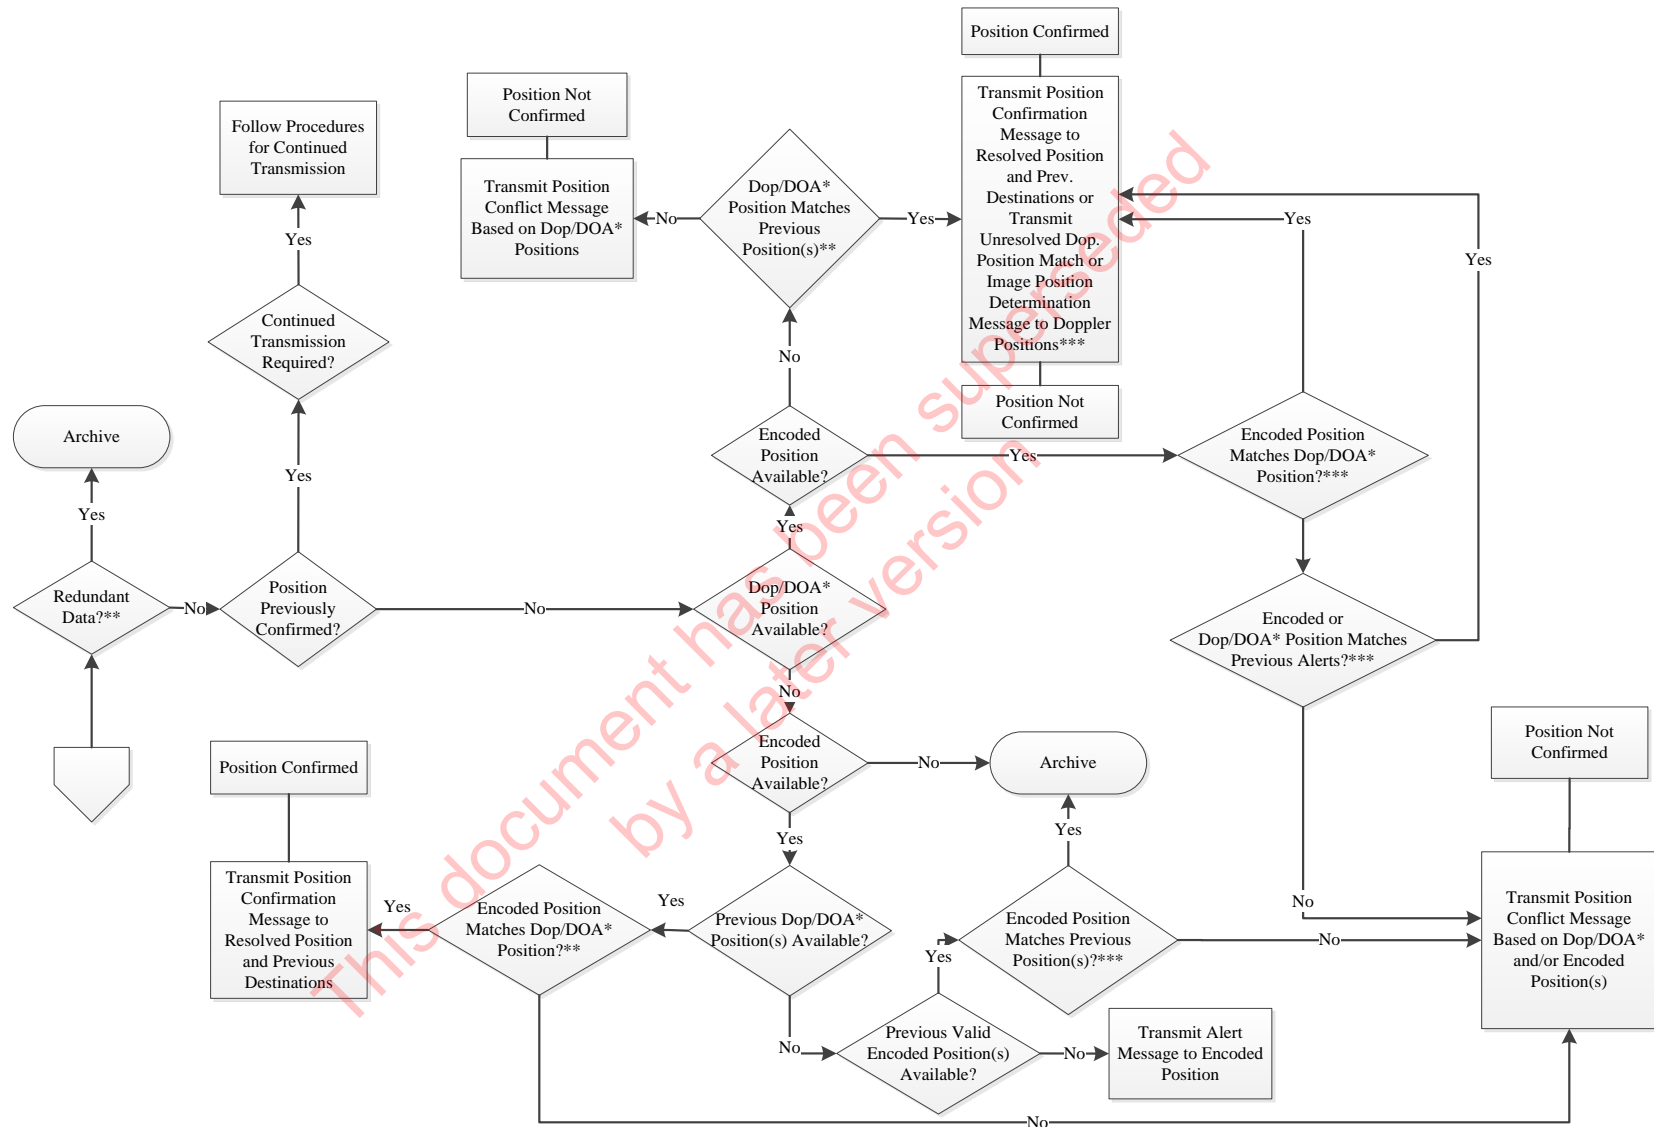 Position Confirmed
Position Not
Confirmed
Follow Procedures
for Continued
Transmission
Transmit Position
Confirmation
Message to
Resolved Position
and Prev.
Destinations or
Transmit
Unresolved Dop.
Position Match or
Image Position
Determination
Message to Doppler
Positions***
Transmit Position
Conflict Message
Based on Dop/DOA*
Positions
No
Dop/DOA*
Position Matches
Previous
Position(s)**
Yes
Yes
Yes
Yes
Continued
Transmission
Required?
No
Position Not
Confirmed
Archive
Yes
Encoded
Position
Available?
Yes
Encoded Position
Matches Dop/DOA*
Position?***
Yes
Yes
Redundant
Data?**
No
Position
Previously
Confirmed?
No
Dop/DOA*
Position
Available?
Encoded or
Dop/DOA* Position Matches
Previous Alerts?***
No
Position Confirmed
Encoded
Position
Available?
No
Archive
Position Not
Confirmed
Yes
Yes
Transmit Position
Confirmation
Message to
Resolved Position
and Previous
Destinations
Yes
Encoded Position
Matches Dop/DOA*
Position?**
Yes
Previous Dop/DOA*
Position(s) Available?
Yes
Encoded Position
Matches Previous
Position(s)?***
No
No
Transmit Position
Conflict Message
Based on Dop/DOA*
and/or Encoded
Position(s)
No
Previous Valid
Encoded Position(s)
Available?
No
Transmit Alert
Message to Encoded
Position
No
This document has been superseded
by a later version